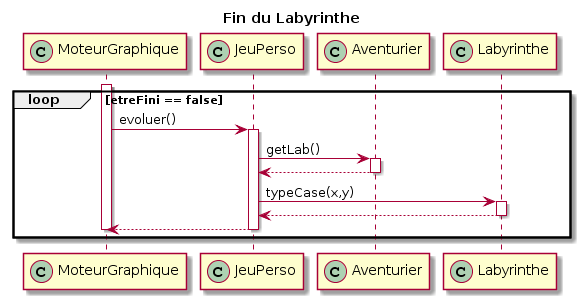 Fin du Labyrinthe
C MoteurGraphique
C JeuPerso
C Aventurier
C Labyrinthe
loop [etreFini == false]
evoluer()
getLab()
typeCase(x,y)
C MoteurGraphique
C JeuPerso
C Aventurier
C Labyrinthe